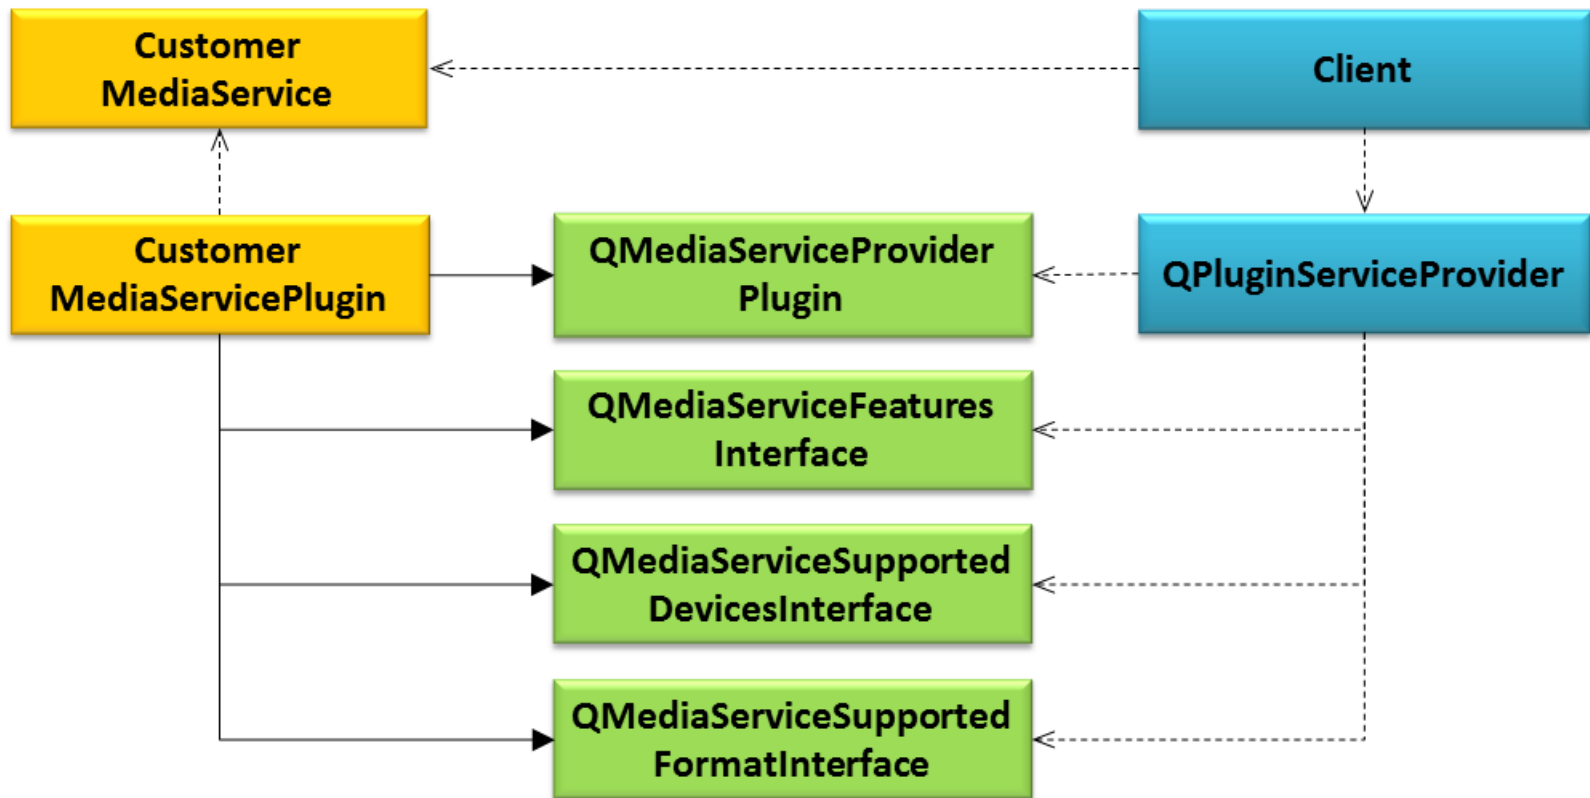 Customer
MediaService
Client
Customer
MediaServicePlugin
QMediaServiceProvider
Plugin
QPluginServiceProvider
QMediaServiceFeatures
Interface
QMediaServiceSupported
DevicesInterface
QMediaServiceSupported
FormatInterface